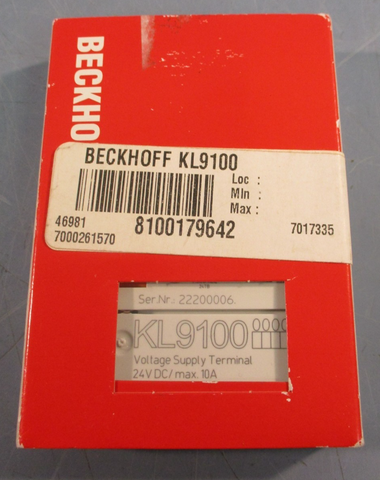 BECKHO
BECKHOFF KL9100
Loc :
Min :
Max :
46981
7000261570
8100179642
7017335
Ser.Nr. 22200006.
KL9100
Voltage Supply Terminal
24V DC/ max. 10A